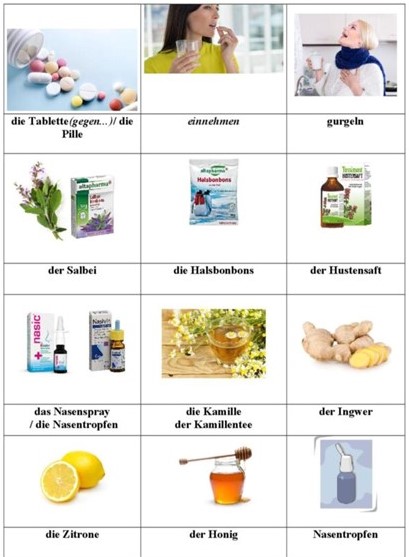 die Tablette(gegen...)/ die
Pille
einnehmen
gurgeln
altapharma
altapharma
Halsbonbons
HUSTENSAFT
der Salbei
die Halsbonbons
der Hustensaft
nasic
Nasivin
das Nasenspray
/ die Nasentropfen
die Kamille
der Kamillentee
der Ingwer
die Zitrone
der Honig
Nasentropfen